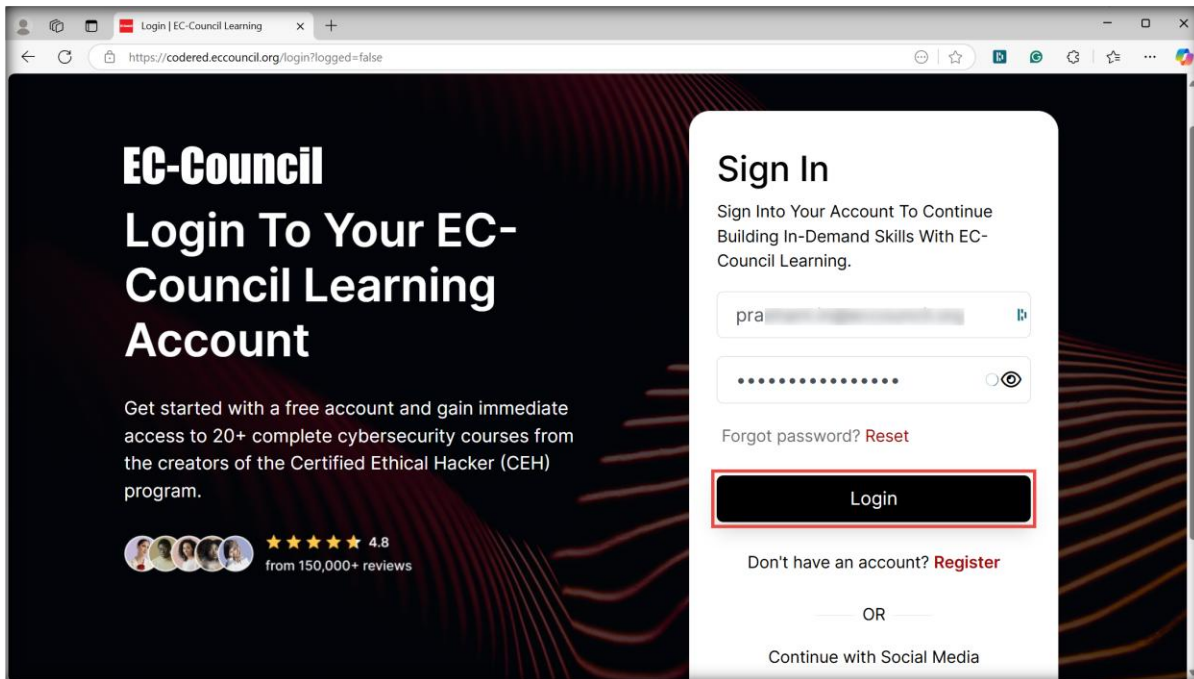 Login | EC-Council Learning
https://codered.eccouncil.org/login?logged=false
EC-Council
Login To Your EC-
Council Learning
Account
Get started with a free account and gain immediate
access to 20+ complete cybersecurity courses from
the creators of the Certified Ethical Hacker (CEH)
program.
4.8
from 150,000+ reviews
Sign In
Sign Into Your Account To Continue
Building In-Demand Skills With EC-
Council Learning.
pra
••••••••••••••••
Forgot password? Reset
Login
Don't have an account? Register
OR
Continue with Social Media